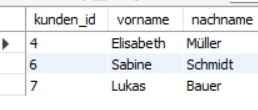 kunden_id vorname nachname
4 Elisabeth Müller
6 Sabine Schmidt
7 Lukas Bauer